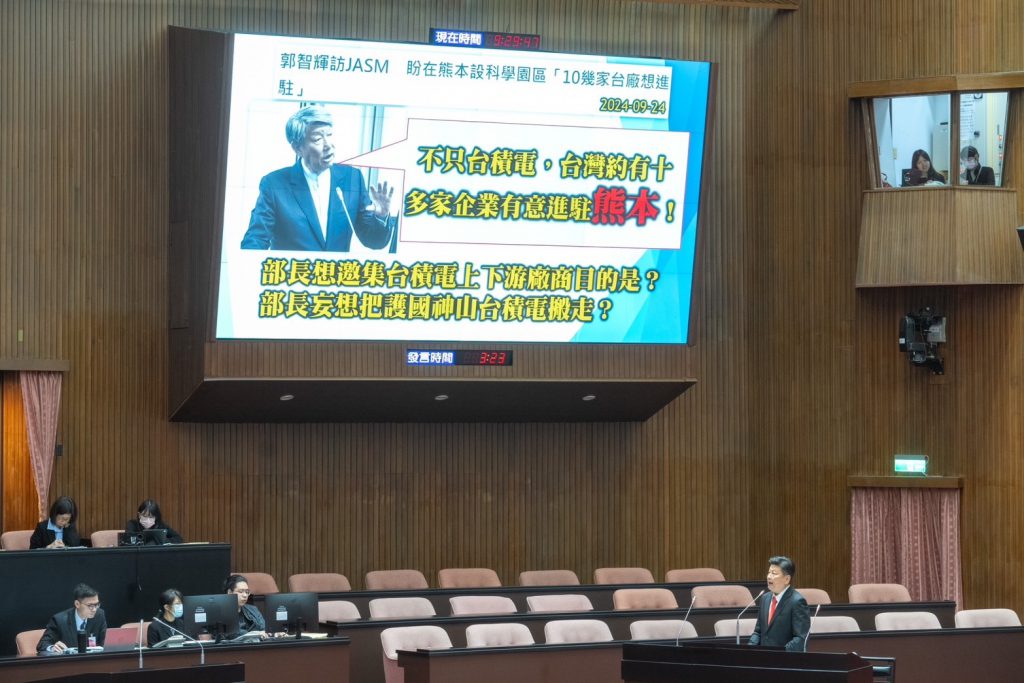 現在時間 9:29:47
郭智輝訪JASM 盼在熊本設科學園區「10幾家台廠想進
駐」
2024-09-24
不只台積電,台灣約有十
多家企業有意進駐熊本!
部長想邀集台積電上下游廠商目的是?
部長妄想把護國神山台積電搬走?
發言時間 3:23